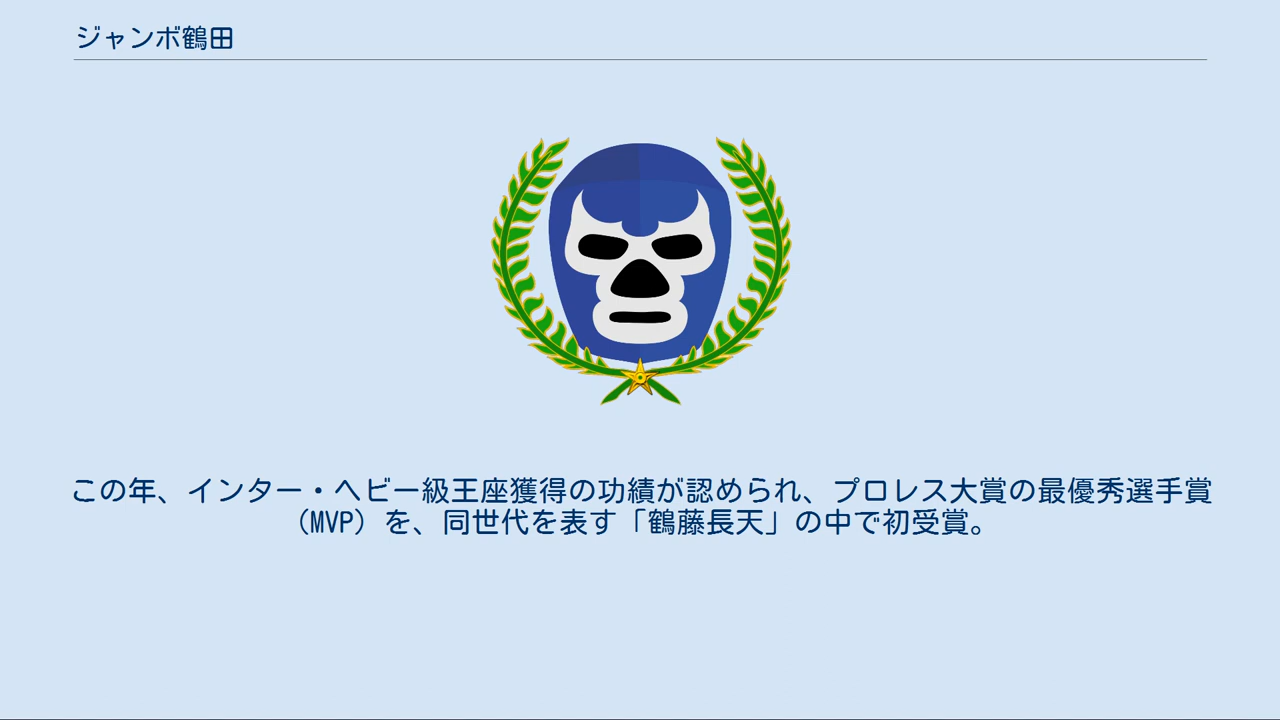 ジャンボ鶴田
この年、インター・ヘビー級王座獲得の功績が認められ、プロレス大賞の最優秀選手賞
（MVP）を、同世代を表す「鶴藤長天」の中で初受賞。